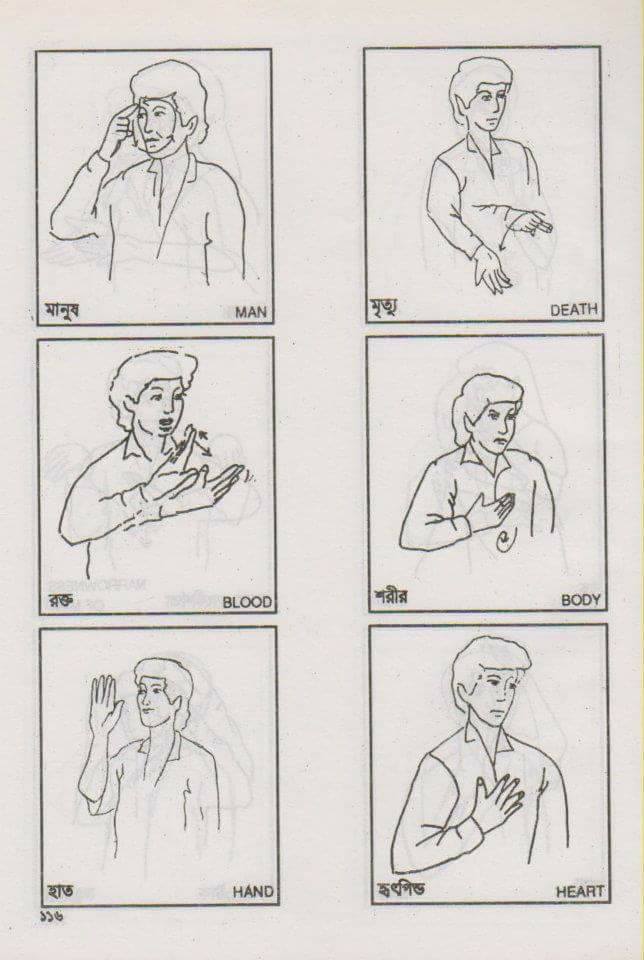 মানুষ MAN
মৃত্যু DEATH
রক্ত BLOOD
শরীর BODY
হাত HAND
হৃৎপিন্ড HEART
১১৬